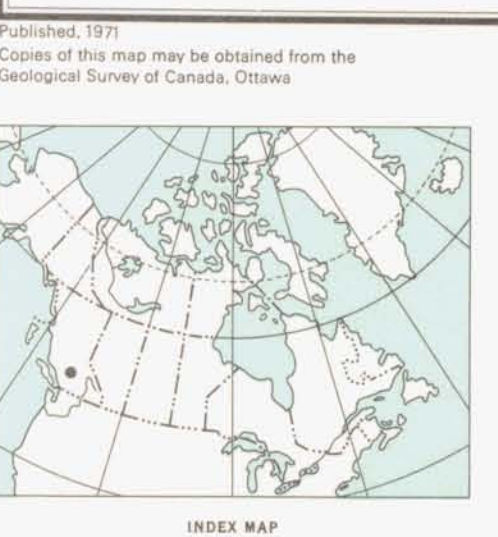 Published, 1971
Copies of this map may be obtained from the
Geological Survey of Canada, Ottawa
INDEX MAP